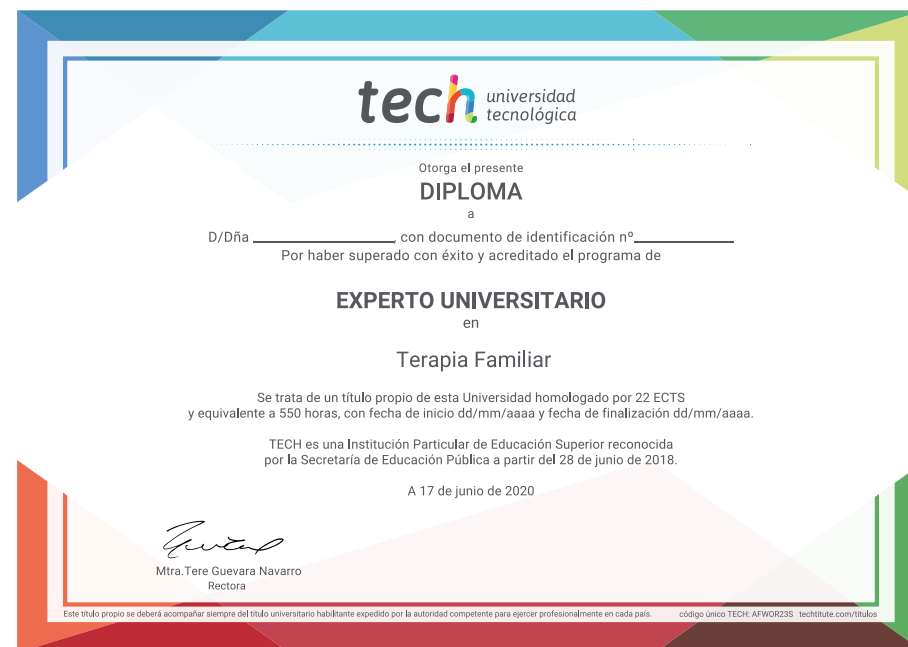 tech universidad
tecnológica
Otorga el presente
DIPLOMA
a
D/Dña ____________, con documento de identificación nº____________
Por haber superado con éxito y acreditado el programa de
EXPERTO UNIVERSITARIO
en
Terapia Familiar
Se trata de un título propio de esta Universidad homologado por 22 ECTS
y equivalente a 550 horas, con fecha de inicio dd/mm/aaaa y fecha de finalización dd/mm/aaaa.
TECH es una Institución Particular de Educación Superior reconocida
por la Secretaría de Educación Pública a partir del 28 de junio de 2018.
A 17 de junio de 2020
Mtra.Tere Guevara Navarro
Rectora
Este título propio se deberá acompañar siempre del título universitario habilitante expedido por la autoridad competente para ejercer profesionalmente en cada país. código único TECH: AFWOR23S techtitute.com/titulos